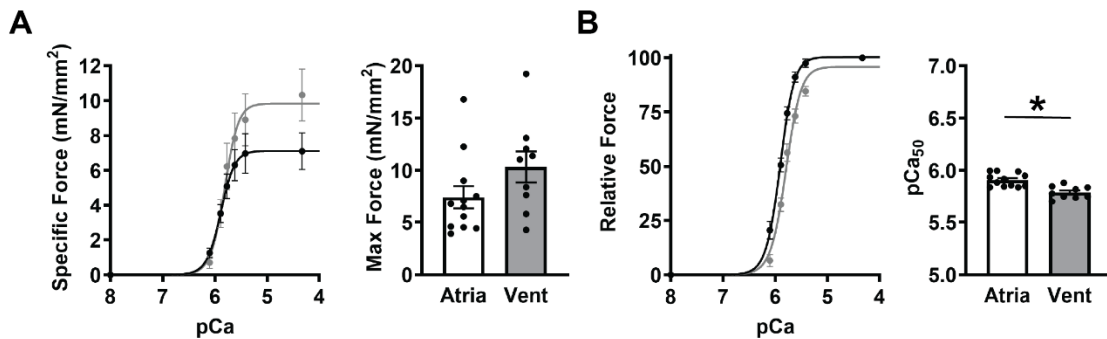 A
Specific Force (mN/mm²)
12
10
8
6
4
2
0
8 7 6 5 4
pCa
Max Force (mN/mm²)
20
15
10
5
0
Atria Vent
B
Relative Force
100
75
50
25
0
8 7 6 5 4
pCa
pCa₅₀
7.0
6.5
6.0
5.5
5.0
*
Atria Vent